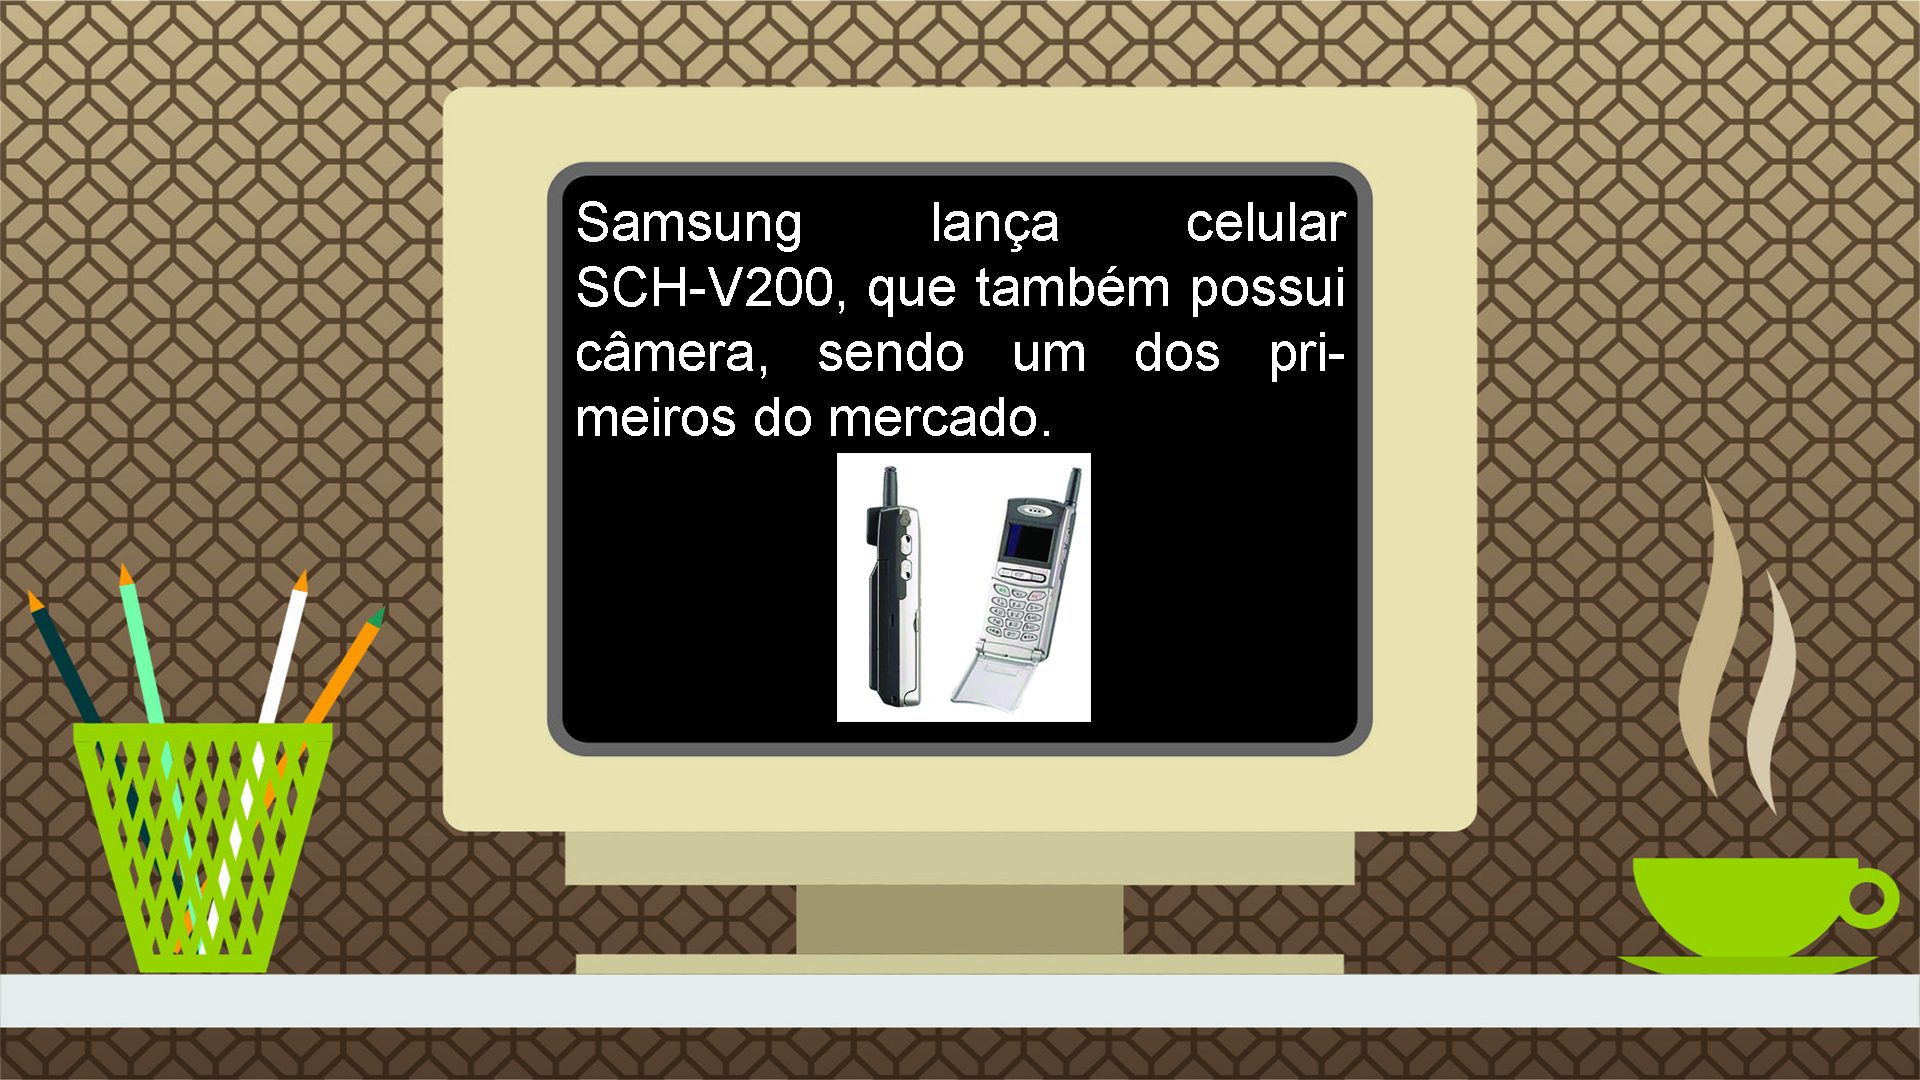 Samsung lança celular
SCH-V200, que também possui
câmera, sendo um dos pri-
meiros do mercado.